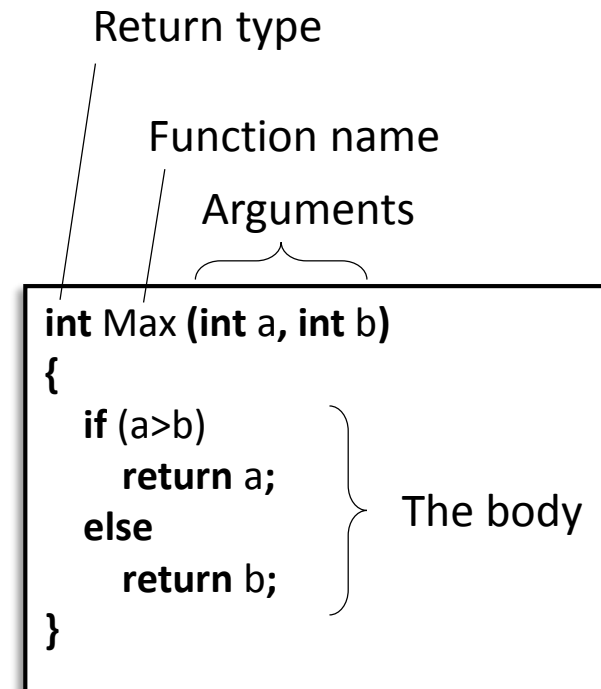 Return type
Function name
Arguments
int Max (int a, int b)
{
if (a>b)
return a;
else
return b;
}
The body